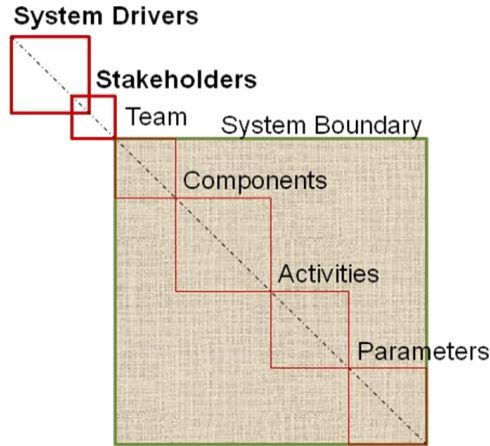 System Drivers
Stakeholders
Team
System Boundary
Components
Activities
Parameters